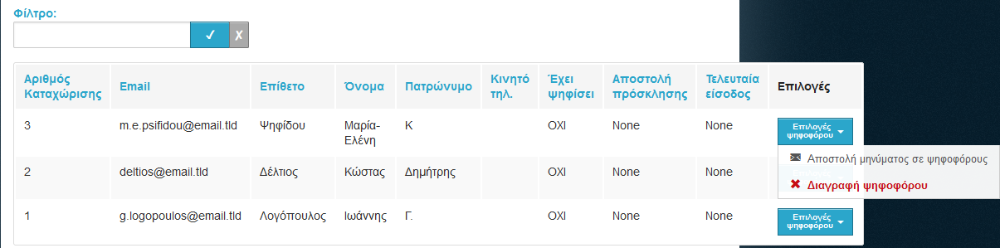 Φίλτρο:
✓ x
Αριθμός Καταχώρισης Email Επίθετο Όνομα Πατρώνυμο Κινητό τηλ. Έχει ψηφίσει Αποστολή πρόσκλησης Τελευταία είσοδος Επιλογές
3 m.e.psifidou@email.tld Ψηφίδου Μαρία-Ελένη Κ ΟΧΙ None None Επιλογές ψηφοφόρου
Αποστολή μηνύματος σε ψηφοφόρους
2 deltios@email.tld Δέλτιος Κώστας Δημήτρης ΟΧΙ None None
Διαγραφή ψηφοφόρου
1 g.logopoulos@email.tld Λογόπουλος Ιωάννης Γ. ΟΧΙ None None Επιλογές ψηφοφόρου